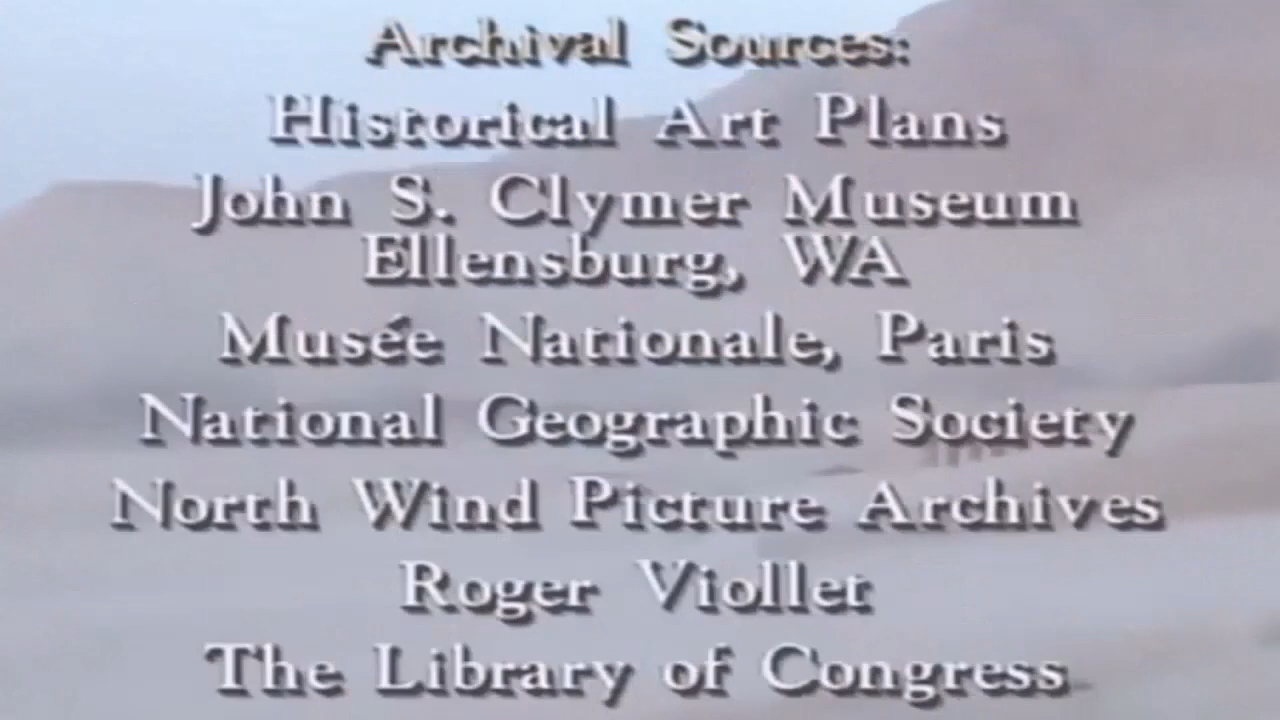 Archival Sources:
Historical Art Plans
John S. Clymer Museum
Ellensburg, WA
Musée Nationale, Paris
National Geographic Society
North Wind Picture Archives
Roger Viollet
The Library of Congress